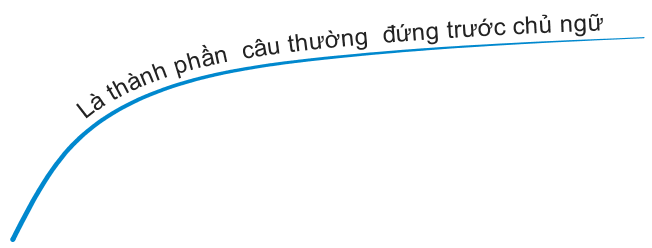 Là thành phần câu thường đứng trước chủ ngữ